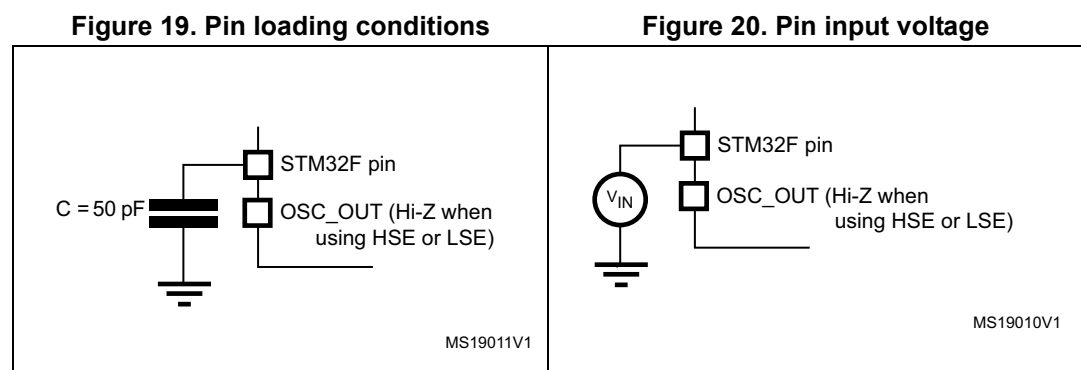 Figure 19. Pin loading conditions
Figure 20. Pin input voltage
STM32F pin
C = 50 pF
OSC_OUT (Hi-Z when
using HSE or LSE)
MS19011V1
STM32F pin
VIN
OSC_OUT (Hi-Z when
using HSE or LSE)
MS19010V1